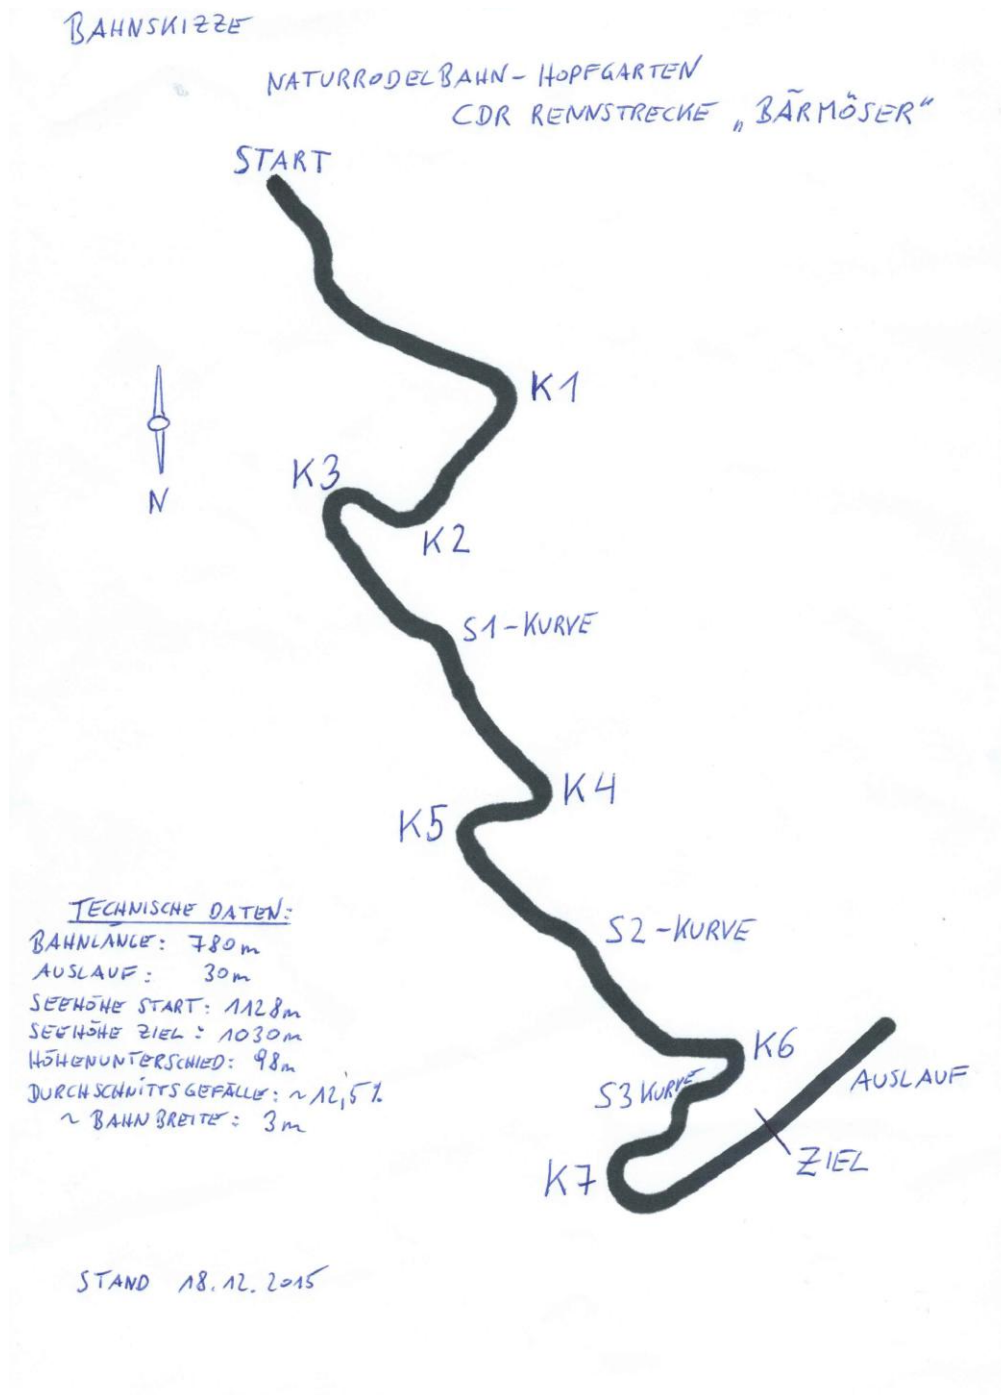 BAHNSKIZZE
NATURRODELBAHN - HOPFGARTEN
CDR RENNSTRECKE „BÄRMÖSER“
START
K1
K3
N
K2
S1-KURVE
K4
K5
TECHNISCHE DATEN:
S2-KURVE
BAHNLÄNGE: 780m
AUSLAUF: 30m
SEEHÖHE START: 1128m
SEEHÖHE ZIEL: 1030m
K6
HÖHENUNTERSCHIED: 98m
AUSLAUF
S3 KURVE
DURCHSCHNITTSGEFÄLLE: ~12,5%
~ BAHNBREITE: 3m
ZIEL
K7
STAND 18.12.2015